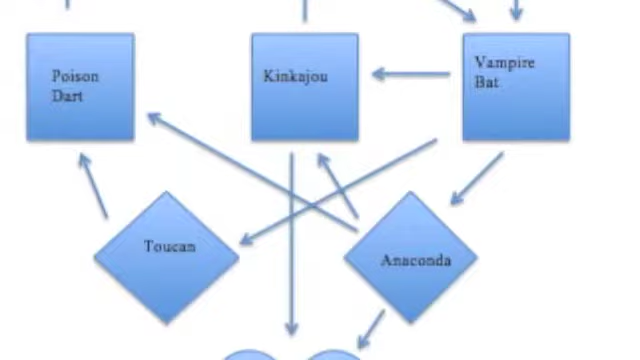 Poison
Dart
Kinkajou
Vampire
Bat
Toucan
Anaconda